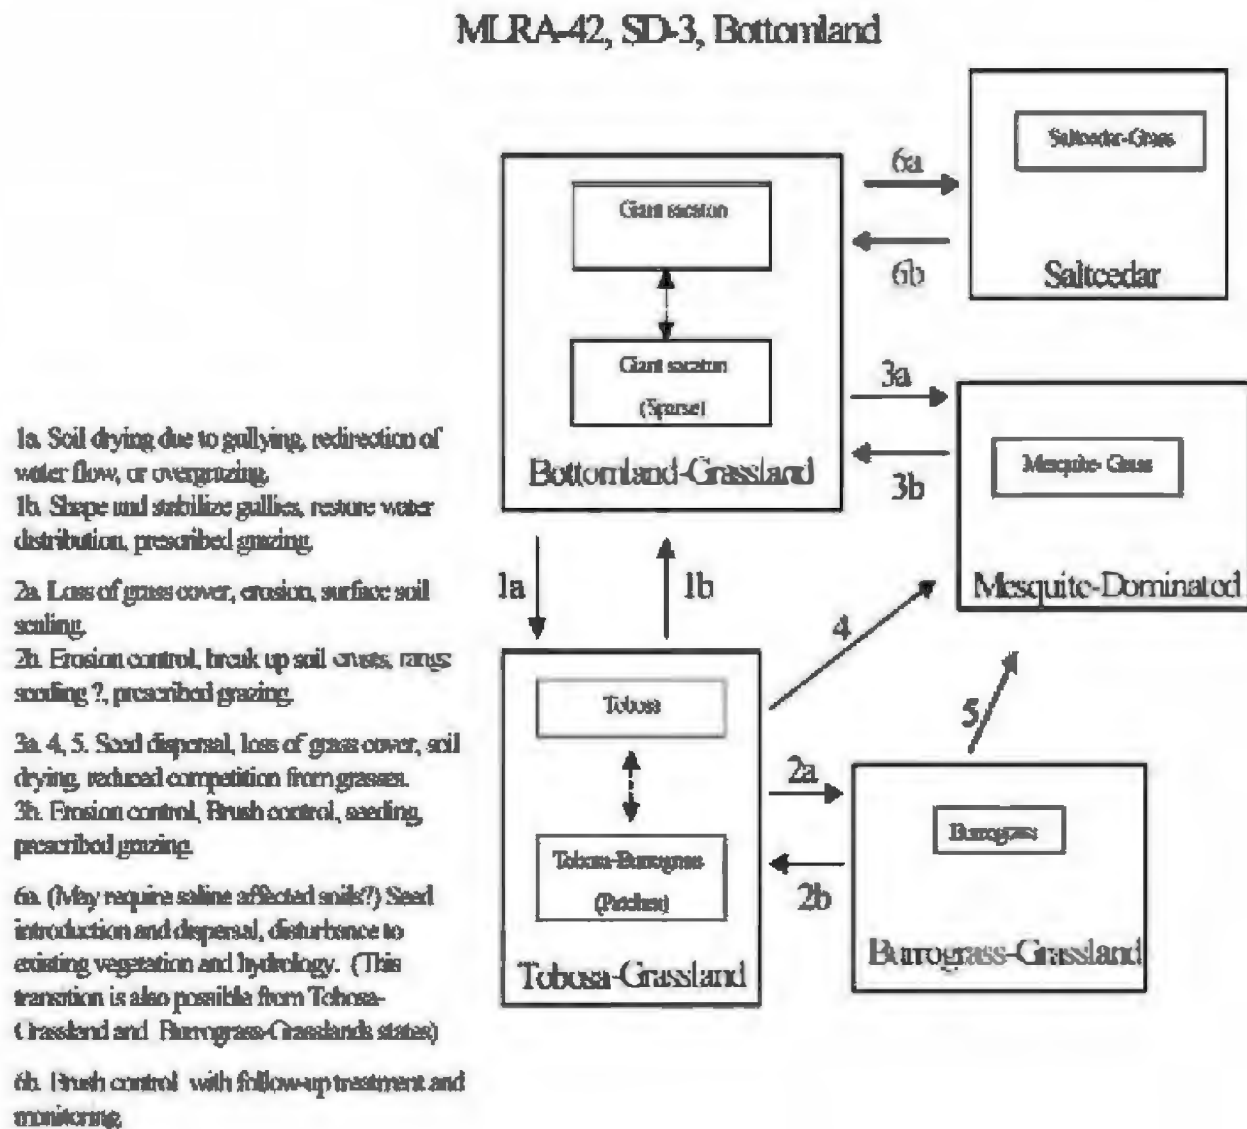 MLRA-42, SD-3, Bottomland
Saltcedar-Grass
Saltcedar
6a
6b
Giant sacaton
Giant sacaton
(Sparse)
Bottomland-Grassland
3a
3b
Mesquite- Grass
Mesquite-Dominated
1a
1b
4
5
Tobosa
Tobosa-Burrograss
(Patches)
Tobosa-Grassland
2a
2b
Burrograss
Burrograss-Grassland
1a. Soil drying due to gullying, redirection of
water flow, or overgrazing.
1b. Shape and stabilize gullies, restore water
distribution, prescribed grazing.
2a. Loss of grass cover, erosion, surface soil
sealing.
2b. Erosion control, break up soil crusts, range
seeding ?, prescribed grazing.
3a. 4, 5. Seed dispersal, loss of grass cover, soil
drying, reduced competition from grasses.
3b. Erosion control, Brush control, seeding,
prescribed grazing.
6a. (May require saline affected soils?) Seed
introduction and dispersal, disturbance to
existing vegetation and hydrology. (This
transition is also possible from Tobosa-
Grassland and Burrograss-Grasslands states)
6b. Brush control with follow-up treatment and
monitoring.